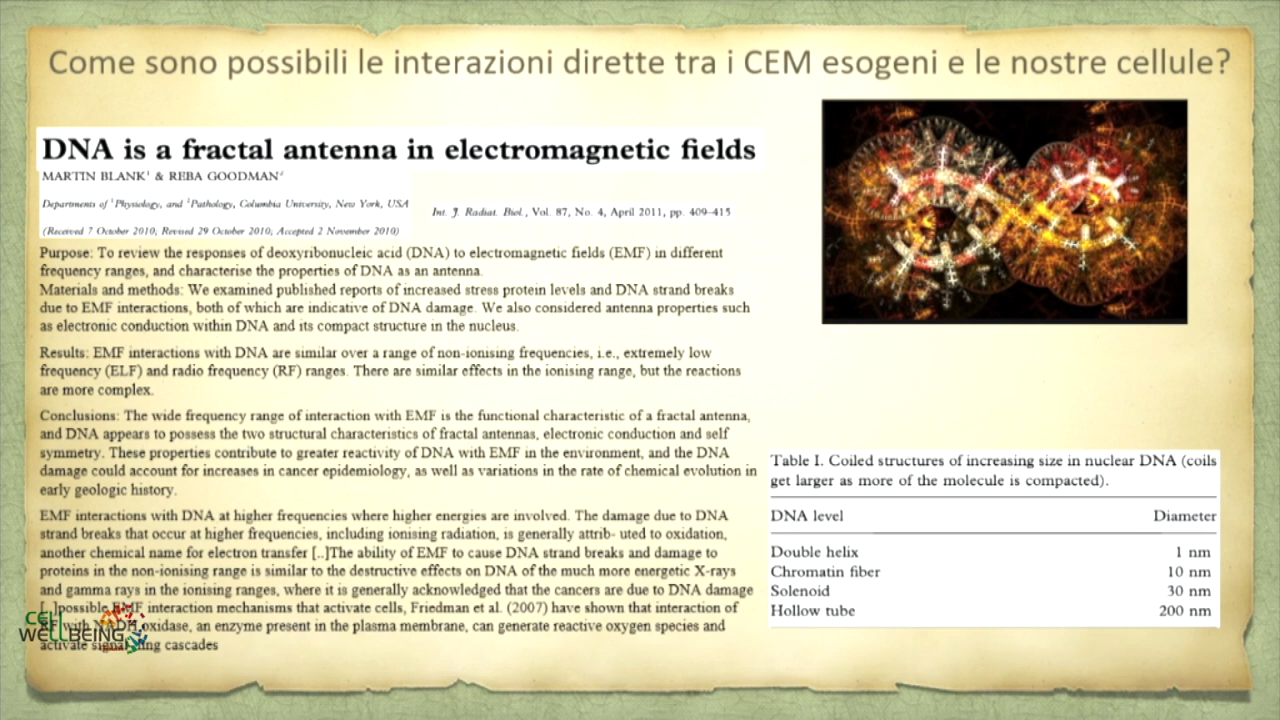 Come sono possibili le interazioni dirette tra i CEM esogeni e le nostre cellule?
DNA is a fractal antenna in electromagnetic fields
MARTIN BLANK¹ & REBA GOODMAN²
Departments of ¹Physiology, and ²Pathology, Columbia University, New York, USA
Int. J. Radiat. Biol., Vol. 87, No. 4, April 2011, pp. 409–415
(Received 7 October 2010; Revised 29 October 2010; Accepted 2 November 2010)
Purpose: To review the responses of deoxyribonucleic acid (DNA) to electromagnetic fields (EMF) in different
frequency ranges, and characterise the properties of DNA as an antenna.
Materials and methods: We examined published reports of increased stress protein levels and DNA strand breaks
due to EMF interactions, both of which are indicative of DNA damage. We also considered antenna properties such
as electronic conduction within DNA and its compact structure in the nucleus.
Results: EMF interactions with DNA are similar over a range of non-ionising frequencies, i.e., extremely low
frequency (ELF) and radio frequency (RF) ranges. There are similar effects in the ionising range, but the reactions
are more complex.
Conclusions: The wide frequency range of interaction with EMF is the functional characteristic of a fractal antenna,
and DNA appears to possess the two structural characteristics of fractal antennas, electronic conduction and self
symmetry. These properties contribute to greater reactivity of DNA with EMF in the environment, and the DNA
damage could account for increases in cancer epidemiology, as well as variations in the rate of chemical evolution in
early geologic history.
EMF interactions with DNA at higher frequencies where higher energies are involved. The damage due to DNA
strand breaks that occur at higher frequencies, including ionising radiation, is generally attrib- uted to oxidation,
another chemical name for electron transfer [..]The ability of EMF to cause DNA strand breaks and damage to
proteins in the non-ionising range is similar to the destructive effects on DNA of the much more energetic X-rays
and gamma rays in the ionising ranges, where it is generally acknowledged that the cancers are due to DNA damage
[..]possible EMF interaction mechanisms that activate cells, Friedman et al. (2007) have shown that interaction of
RF with NADH oxidase, an enzyme present in the plasma membrane, can generate reactive oxygen species and
activate signalling cascades
CELL
WELLBEING
Table I. Coiled structures of increasing size in nuclear DNA (coils
get larger as more of the molecule is compacted).
DNA level Diameter
Double helix 1 nm
Chromatin fiber 10 nm
Solenoid 30 nm
Hollow tube 200 nm